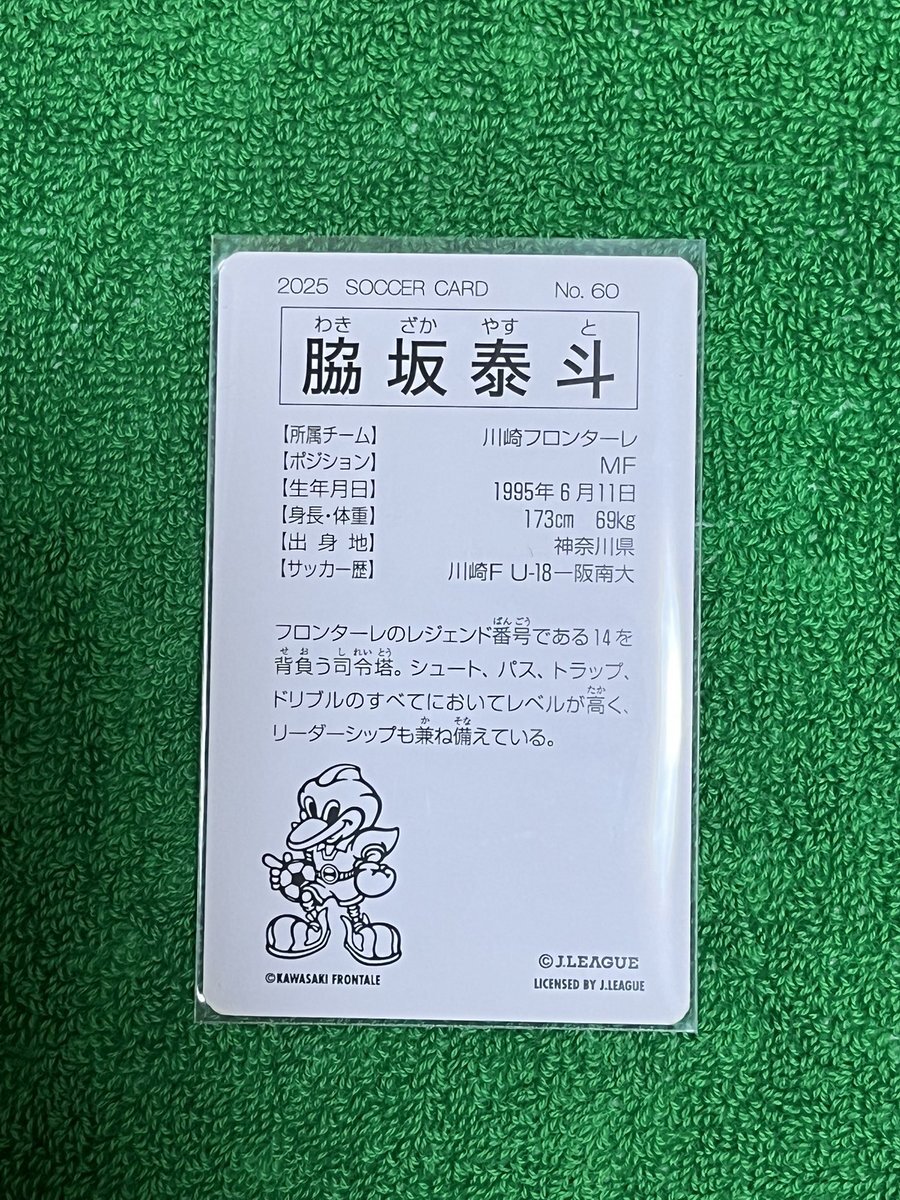 2025 SOCCER CARD No. 60
わき ざか やす と
脇坂泰斗
【所属チーム】 川崎フロンターレ
【ポジション】 MF
【生年月日】 1995年6月11日
【身長・体重】 173cm 69kg
【出身地】 神奈川県
【サッカー歴】 川崎F U-18ー阪南大
ばんごう
フロンターレのレジェンド番号である14を
せお しれいとう
背負う司令塔。シュート、パス、トラップ、
たか
ドリブルのすべてにおいてレベルが高く、
か そな
リーダーシップも兼ね備えている。
©KAWASAKI FRONTALE
©J.LEAGUE
LICENSED BY J.LEAGUE